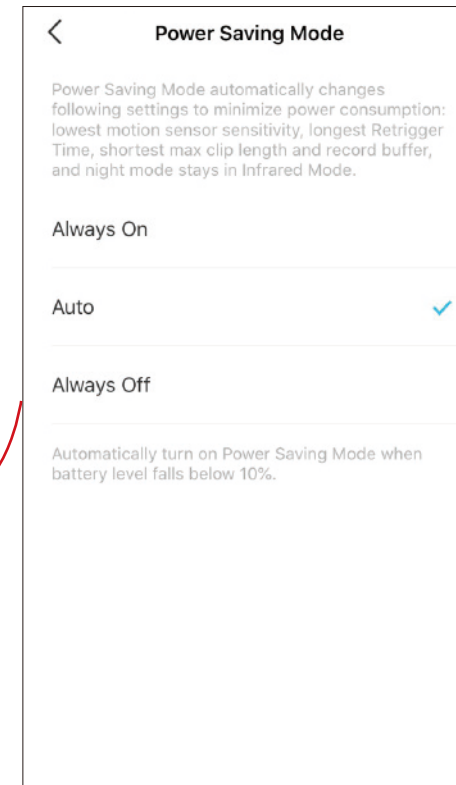 Power Saving Mode
Power Saving Mode automatically changes
following settings to minimize power consumption:
lowest motion sensor sensitivity, longest Retrigger
Time, shortest max clip length and record buffer,
and night mode stays in Infrared Mode.
Always On
Auto
Always Off
Automatically turn on Power Saving Mode when
battery level falls below 10%.